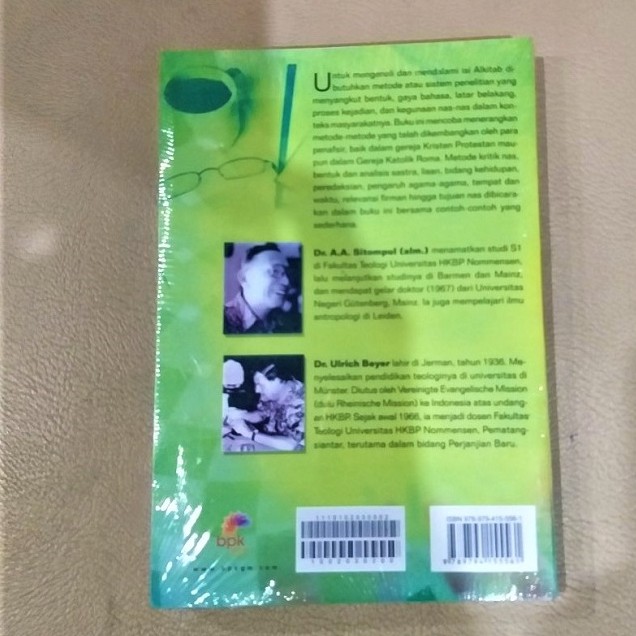 Untuk mengenali dan mendalami isi Alkitab di-
butuhkan metode atau sistem penelitian yang
menyangkut bentuk, gaya bahasa, latar belakang,
proses kejadian, dan kegunaan nas-nas dalam kon-
teks masyarakatnya. Buku ini mencoba menerangkan
metode-metode yang telah dikembangkan oleh para
penafsir, baik dalam gereja Kristen Protestan mau-
pun dalam Gereja Katolik Roma. Metode kritik nas,
bentuk dan analisis sastra, lisan, bidang kehidupan,
peredaksian, pengaruh agama-agama, tempat dan
waktu, relevansi firman hingga tujuan nas dibicara-
kan dalam buku ini bersama contoh-contoh yang
sederhana.
Dr. A.A. Sitompul (alm.) menamatkan studi S1
di Fakultas Teologi Universitas HKBP Nommensen,
lalu melanjutkan studinya di Barmen dan Mainz,
dan mendapat gelar doktor (1967) dari Universitas
Negeri Gütenberg, Mainz. Ia juga mempelajari ilmu
antropologi di Leiden.
Dr. Ulrich Beyer lahir di Jerman, tahun 1936. Me-
nyelesaikan pendidikan teologinya di universitas di
Münster. Diutus oleh Vereinigte Evangelische Mission
(dulu Rheinische Mission) ke Indonesia atas undang-
an HKBP. Sejak awal 1966, ia menjadi dosen Fakultas
Teologi Universitas HKBP Nommensen, Pematang-
siantar, terutama dalam bidang Perjanjian Baru.
bpk
ISBN